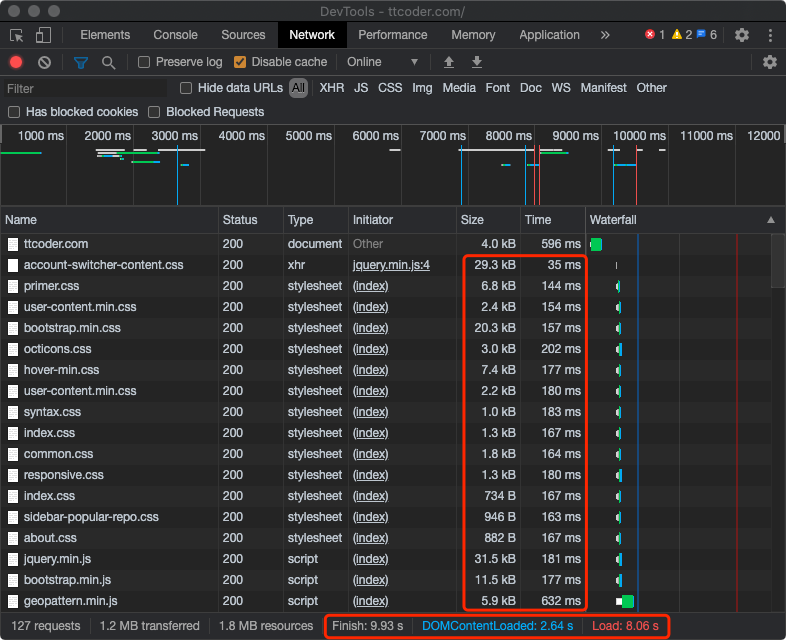 DevTools - ttcoder.com/
Elements Console Sources Network Performance Memory Application » 1 2 6
Preserve log Disable cache Online
Filter Hide data URLs All XHR JS CSS Img Media Font Doc WS Manifest Other
Has blocked cookies Blocked Requests
1000 ms 2000 ms 3000 ms 4000 ms 5000 ms 6000 ms 7000 ms 8000 ms 9000 ms 10000 ms 11000 ms 12000
Name Status Type Initiator Size Time Waterfall
ttcoder.com 200 document Other 4.0 kB 596 ms
account-switcher-content.css 200 xhr jquery.min.js:4 29.3 kB 35 ms
primer.css 200 stylesheet (index) 6.8 kB 144 ms
user-content.min.css 200 stylesheet (index) 2.4 kB 154 ms
bootstrap.min.css 200 stylesheet (index) 20.3 kB 157 ms
octicons.css 200 stylesheet (index) 3.0 kB 202 ms
hover-min.css 200 stylesheet (index) 7.4 kB 177 ms
user-content.min.css 200 stylesheet (index) 2.2 kB 180 ms
syntax.css 200 stylesheet (index) 1.0 kB 183 ms
index.css 200 stylesheet (index) 1.3 kB 167 ms
common.css 200 stylesheet (index) 1.8 kB 164 ms
responsive.css 200 stylesheet (index) 1.3 kB 180 ms
index.css 200 stylesheet (index) 734 B 167 ms
sidebar-popular-repo.css 200 stylesheet (index) 946 B 163 ms
about.css 200 stylesheet (index) 882 B 167 ms
jquery.min.js 200 script (index) 31.5 kB 181 ms
bootstrap.min.js 200 script (index) 11.5 kB 177 ms
geopattern.min.js 200 script (index) 5.9 kB 632 ms
127 requests 1.2 MB transferred 1.8 MB resources Finish: 9.93 s DOMContentLoaded: 2.64 s Load: 8.06 s